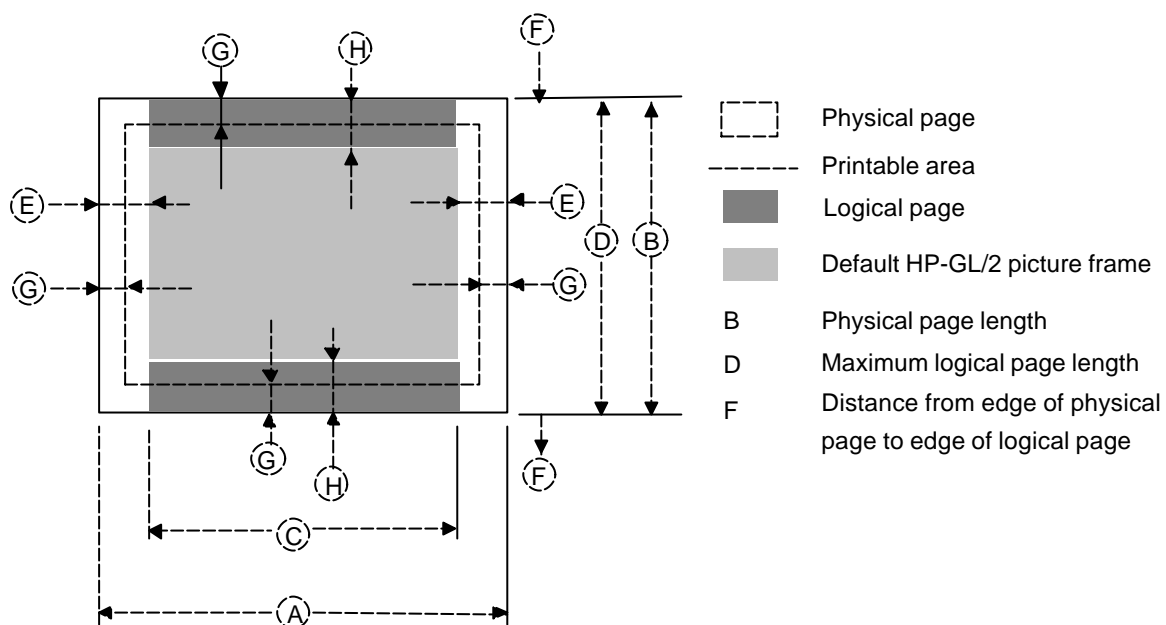 F
G
H
Physical page
Printable area
E
E
Logical page
D
B
Default HP-GL/2 picture frame
G
G
B Physical page length
D Maximum logical page length
F Distance from edge of physical
page to edge of logical page
G
F
H
C
A